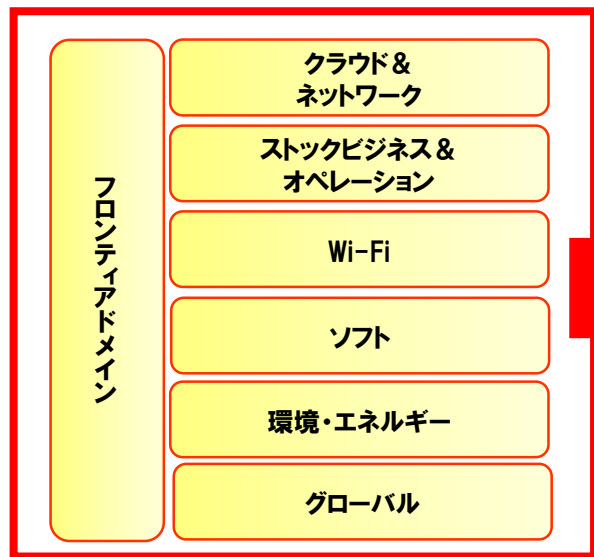 フロンティアドメイン
クラウド＆
ネットワーク
ストックビジネス＆
オペレーション
Wi-Fi
ソフト
環境・エネルギー
グローバル